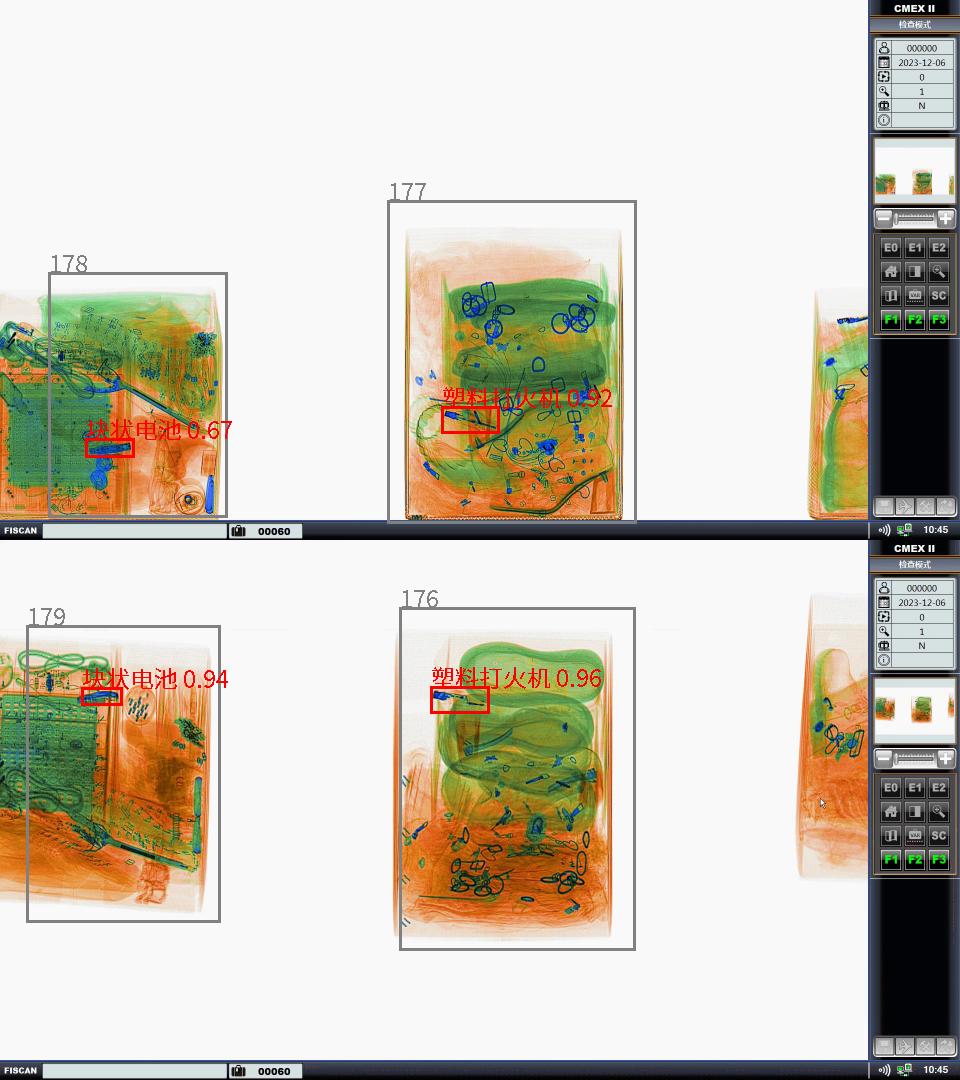 CMEX II
检查模式
000000
2023-12-06
0
1
N
177
178
塑料打火机 0.92
块状电池 0.67
E0 E1 E2
VAR SC
F1 F2 F3
FISCAN 00060 10:45
CMEX II
检查模式
000000
2023-12-06
0
1
N
176
179
塑料打火机 0.96
块状电池 0.94
E0 E1 E2
VAR SC
F1 F2 F3
FISCAN 00060 10:45